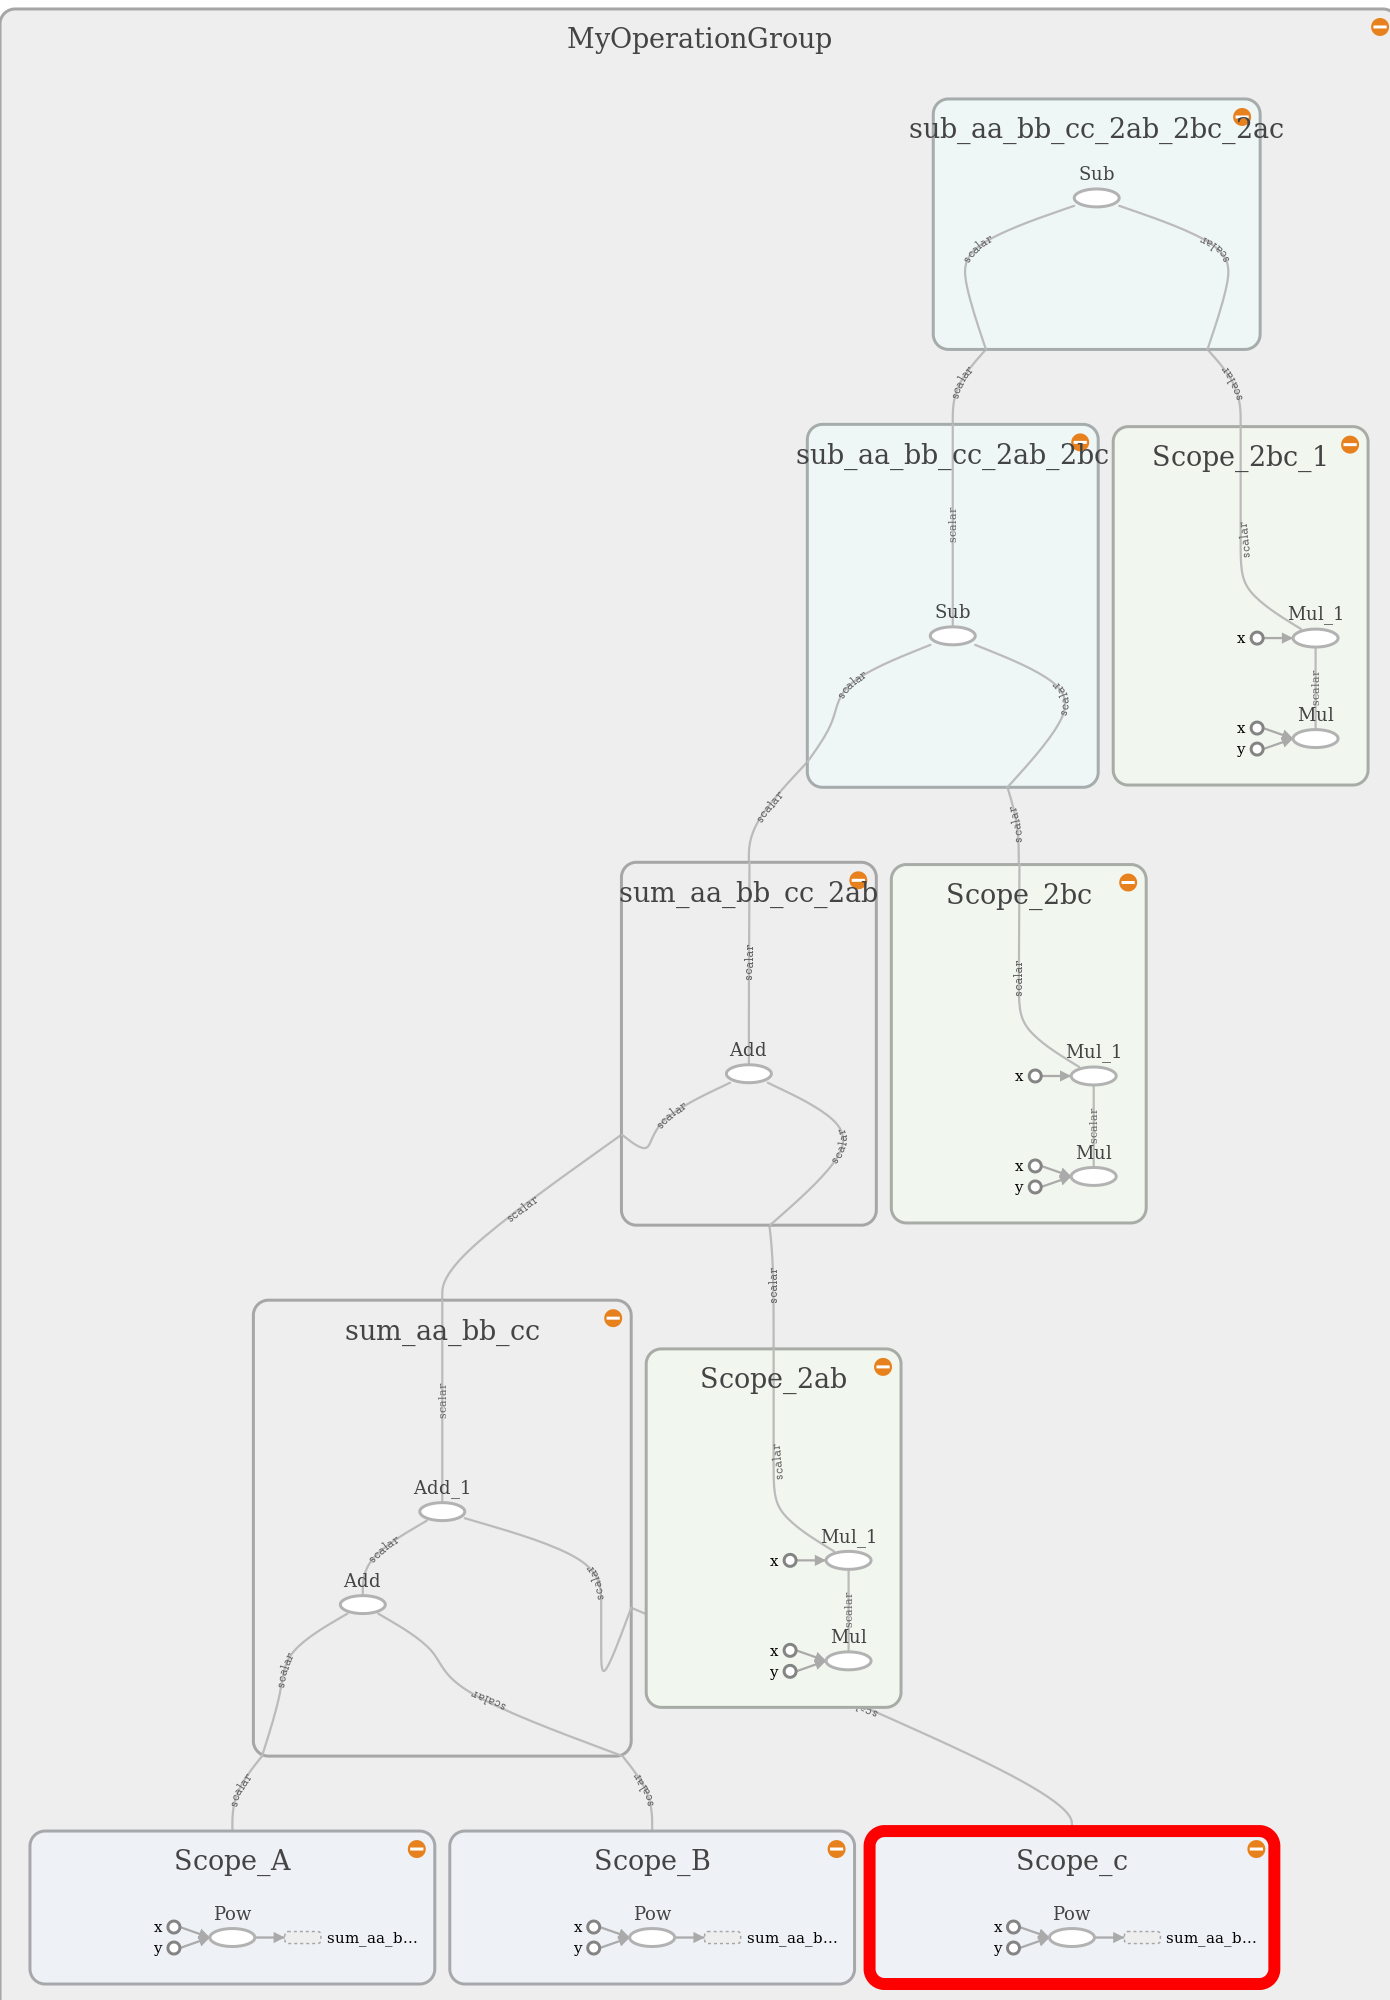 MyOperationGroup
sub_aa_bb_cc_2ab_2bc_2ac
Sub
scalar
scalar
scalar
scalar
sub_aa_bb_cc_2ab_2bc
Scope_2bc_1
scalar
scalar
Sub
Mul_1
x
scalar
scalar
scalar
Mul
x
y
scalar
scalar
sum_aa_bb_cc_2ab
Scope_2bc
scalar
scalar
Add
Mul_1
x
scalar
scalar
scalar
Mul
x
y
scalar
scalar
sum_aa_bb_cc
Scope_2ab
scalar
scalar
Add_1
Mul_1
scalar
x
Add
scalar
scalar
Mul
x
y
scalar
scalar
scalar
scalar
Scope_A
Scope_B
Scope_c
Pow
x
y
sum_aa_b...
Pow
x
y
sum_aa_b...
Pow
x
y
sum_aa_b...